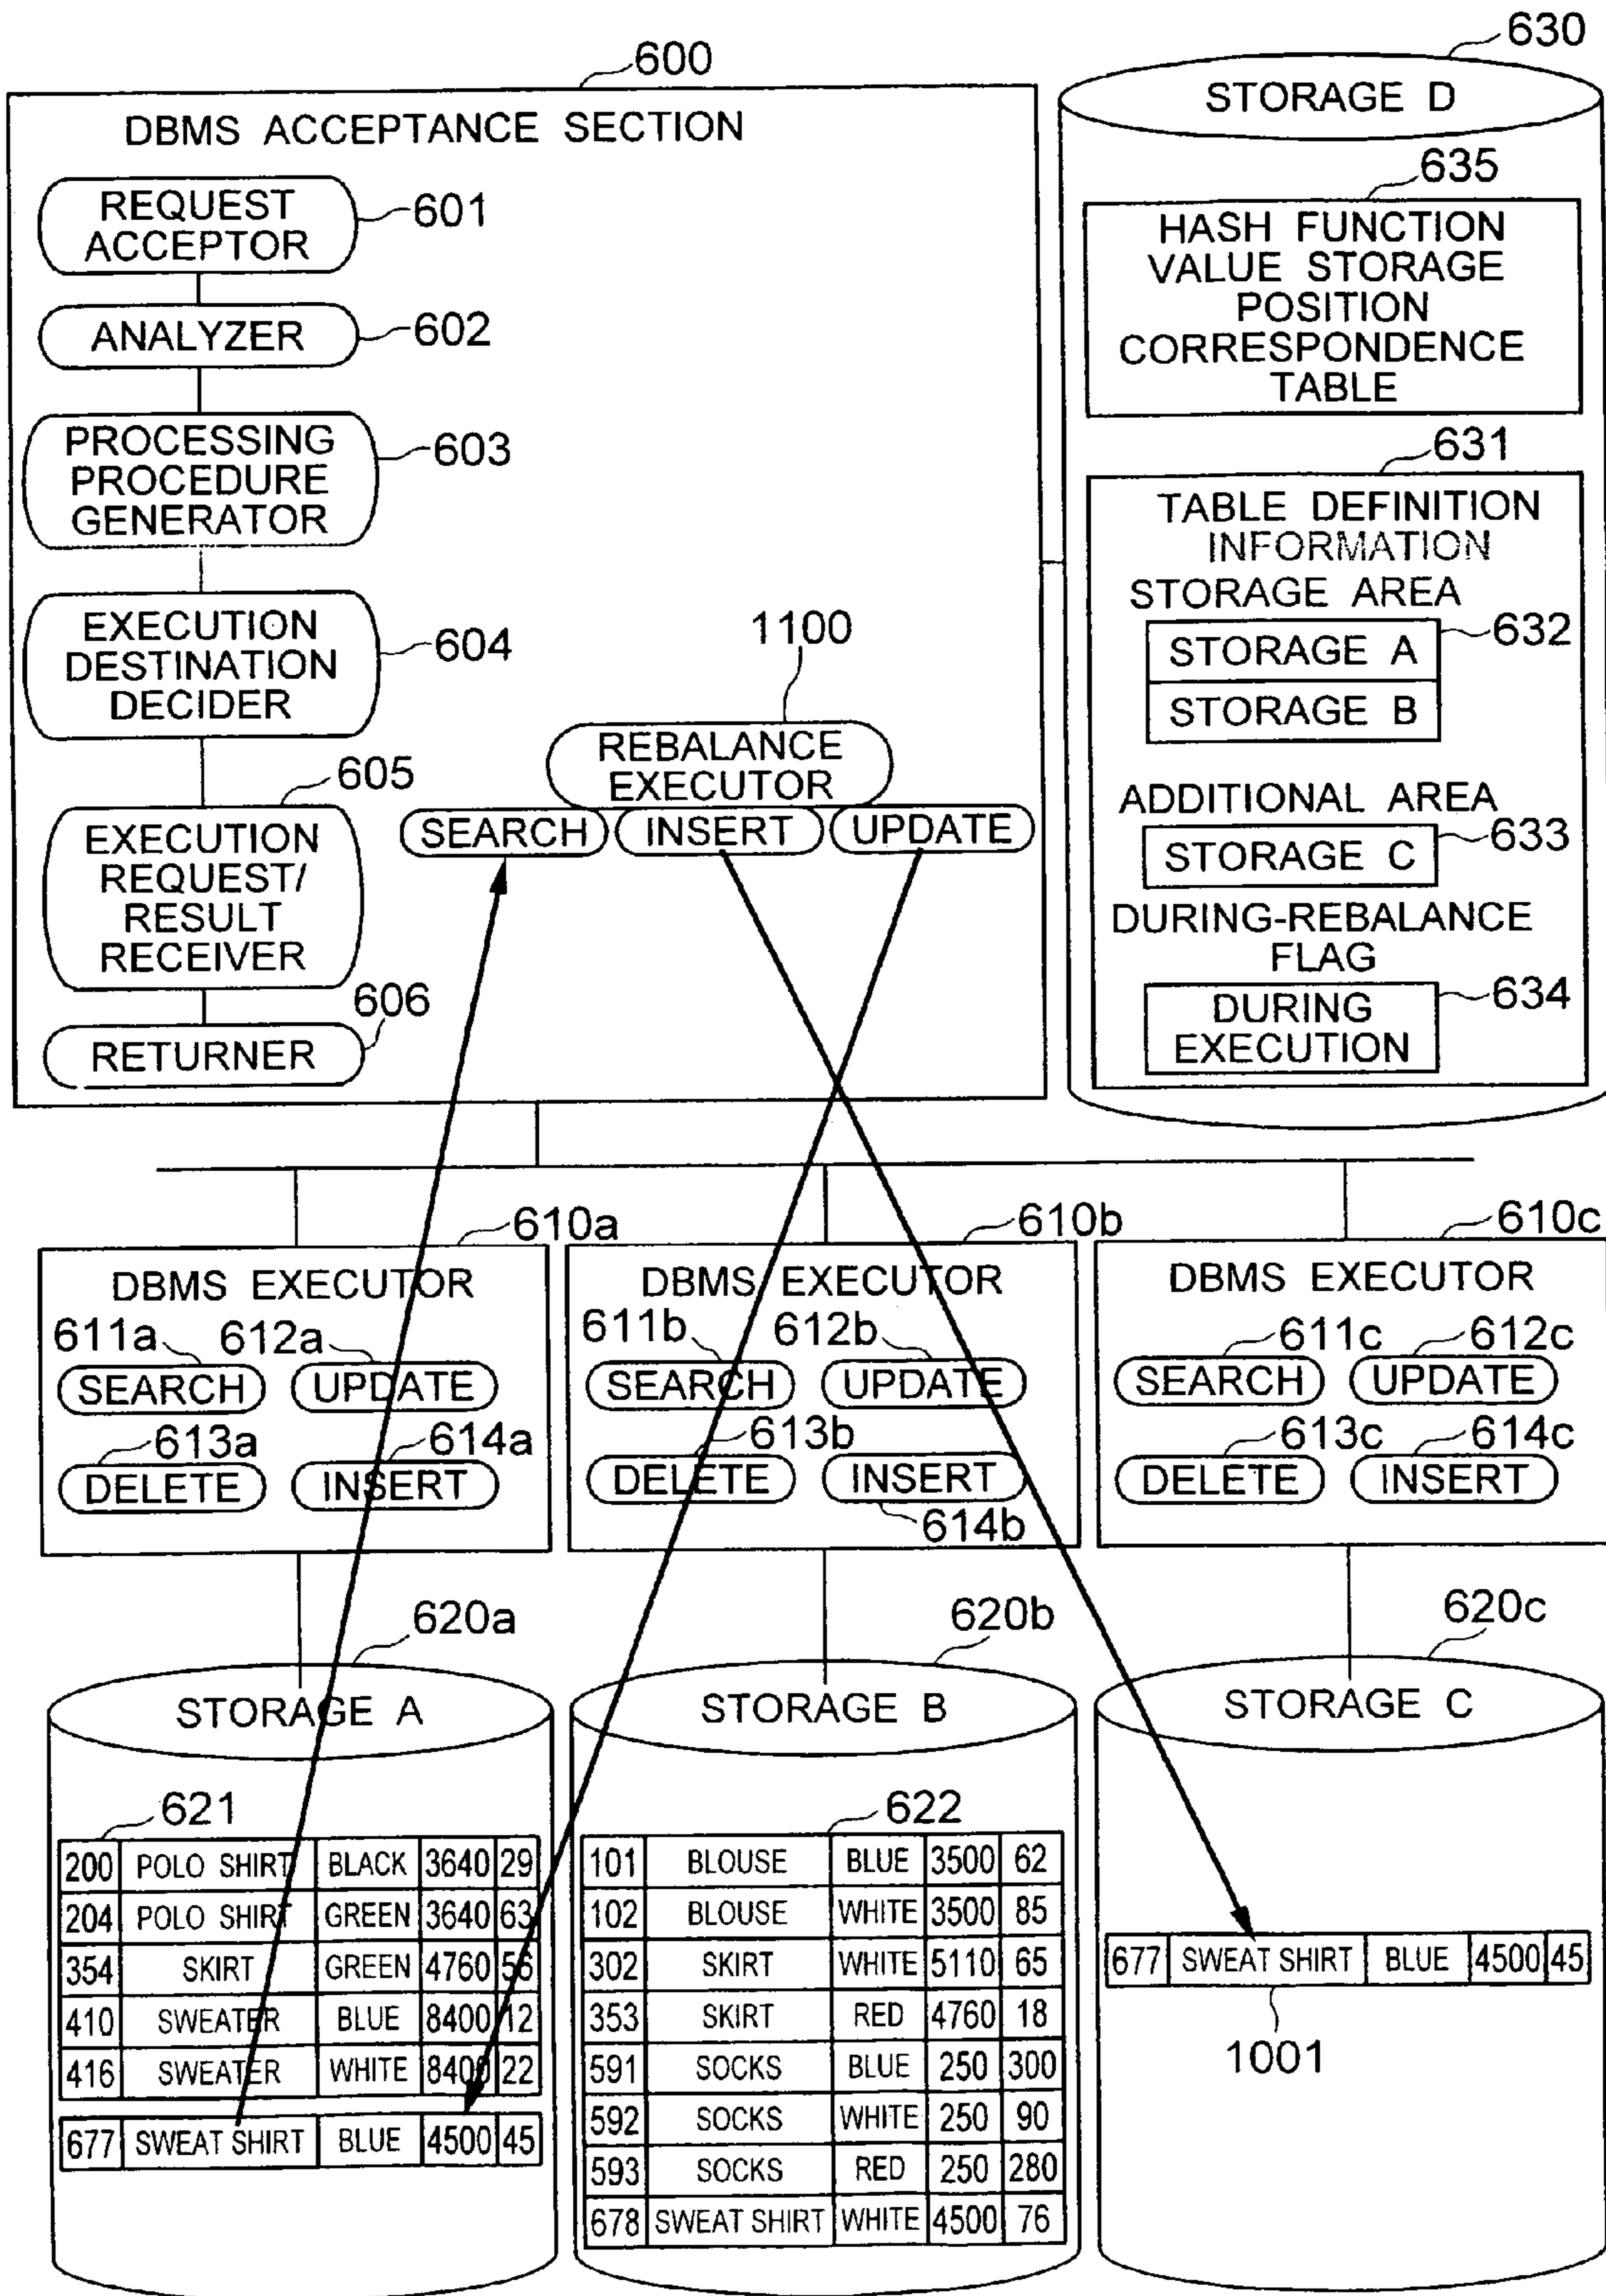 600
DBMS ACCEPTANCE SECTION
REQUEST
ACCEPTOR
601
ANALYZER
602
PROCESSING
PROCEDURE
GENERATOR
603
EXECUTION
DESTINATION
DECIDER
604
605
EXECUTION
REQUEST/
RESULT
RECEIVER
606
RETURNER
1100
REBALANCE
EXECUTOR
SEARCH INSERT UPDATE
630
STORAGE D
635
HASH FUNCTION
VALUE STORAGE
POSITION
CORRESPONDENCE
TABLE
631
TABLE DEFINITION
INFORMATION
STORAGE AREA
632
STORAGE A
STORAGE B
ADDITIONAL AREA
STORAGE C
633
DURING-REBALANCE
FLAG
DURING
EXECUTION
634
610a
DBMS EXECUTOR
611a 612a
SEARCH UPDATE
613a 614a
DELETE INSERT
610b
DBMS EXECUTOR
611b 612b
SEARCH UPDATE
613b
DELETE INSERT
614b
610c
DBMS EXECUTOR
611c 612c
SEARCH UPDATE
613c 614c
DELETE INSERT
620a
STORAGE A
621
200 POLO SHIRT BLACK 3640 29
204 POLO SHIRT GREEN 3640 63
354 SKIRT GREEN 4760 56
410 SWEATER BLUE 8400 12
416 SWEATER WHITE 8400 22
677 SWEAT SHIRT BLUE 4500 45
620b
STORAGE B
622
101 BLOUSE BLUE 3500 62
102 BLOUSE WHITE 3500 85
302 SKIRT WHITE 5110 65
353 SKIRT RED 4760 18
591 SOCKS BLUE 250 300
592 SOCKS WHITE 250 90
593 SOCKS RED 250 280
678 SWEAT SHIRT WHITE 4500 76
620c
STORAGE C
677 SWEAT SHIRT BLUE 4500 45
1001